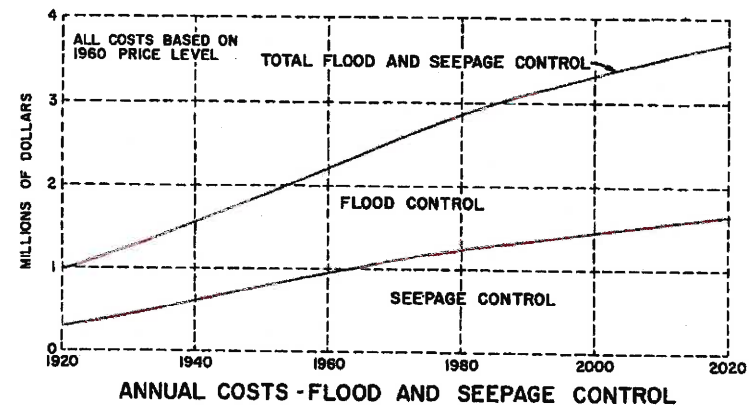 4
ALL COSTS BASED ON
1960 PRICE LEVEL
TOTAL FLOOD AND SEEPAGE CONTROL
3
MILLIONS OF DOLLARS
2
FLOOD CONTROL
1
SEEPAGE CONTROL
0
1920 1940 1960 1980 2000 2020
ANNUAL COSTS - FLOOD AND SEEPAGE CONTROL